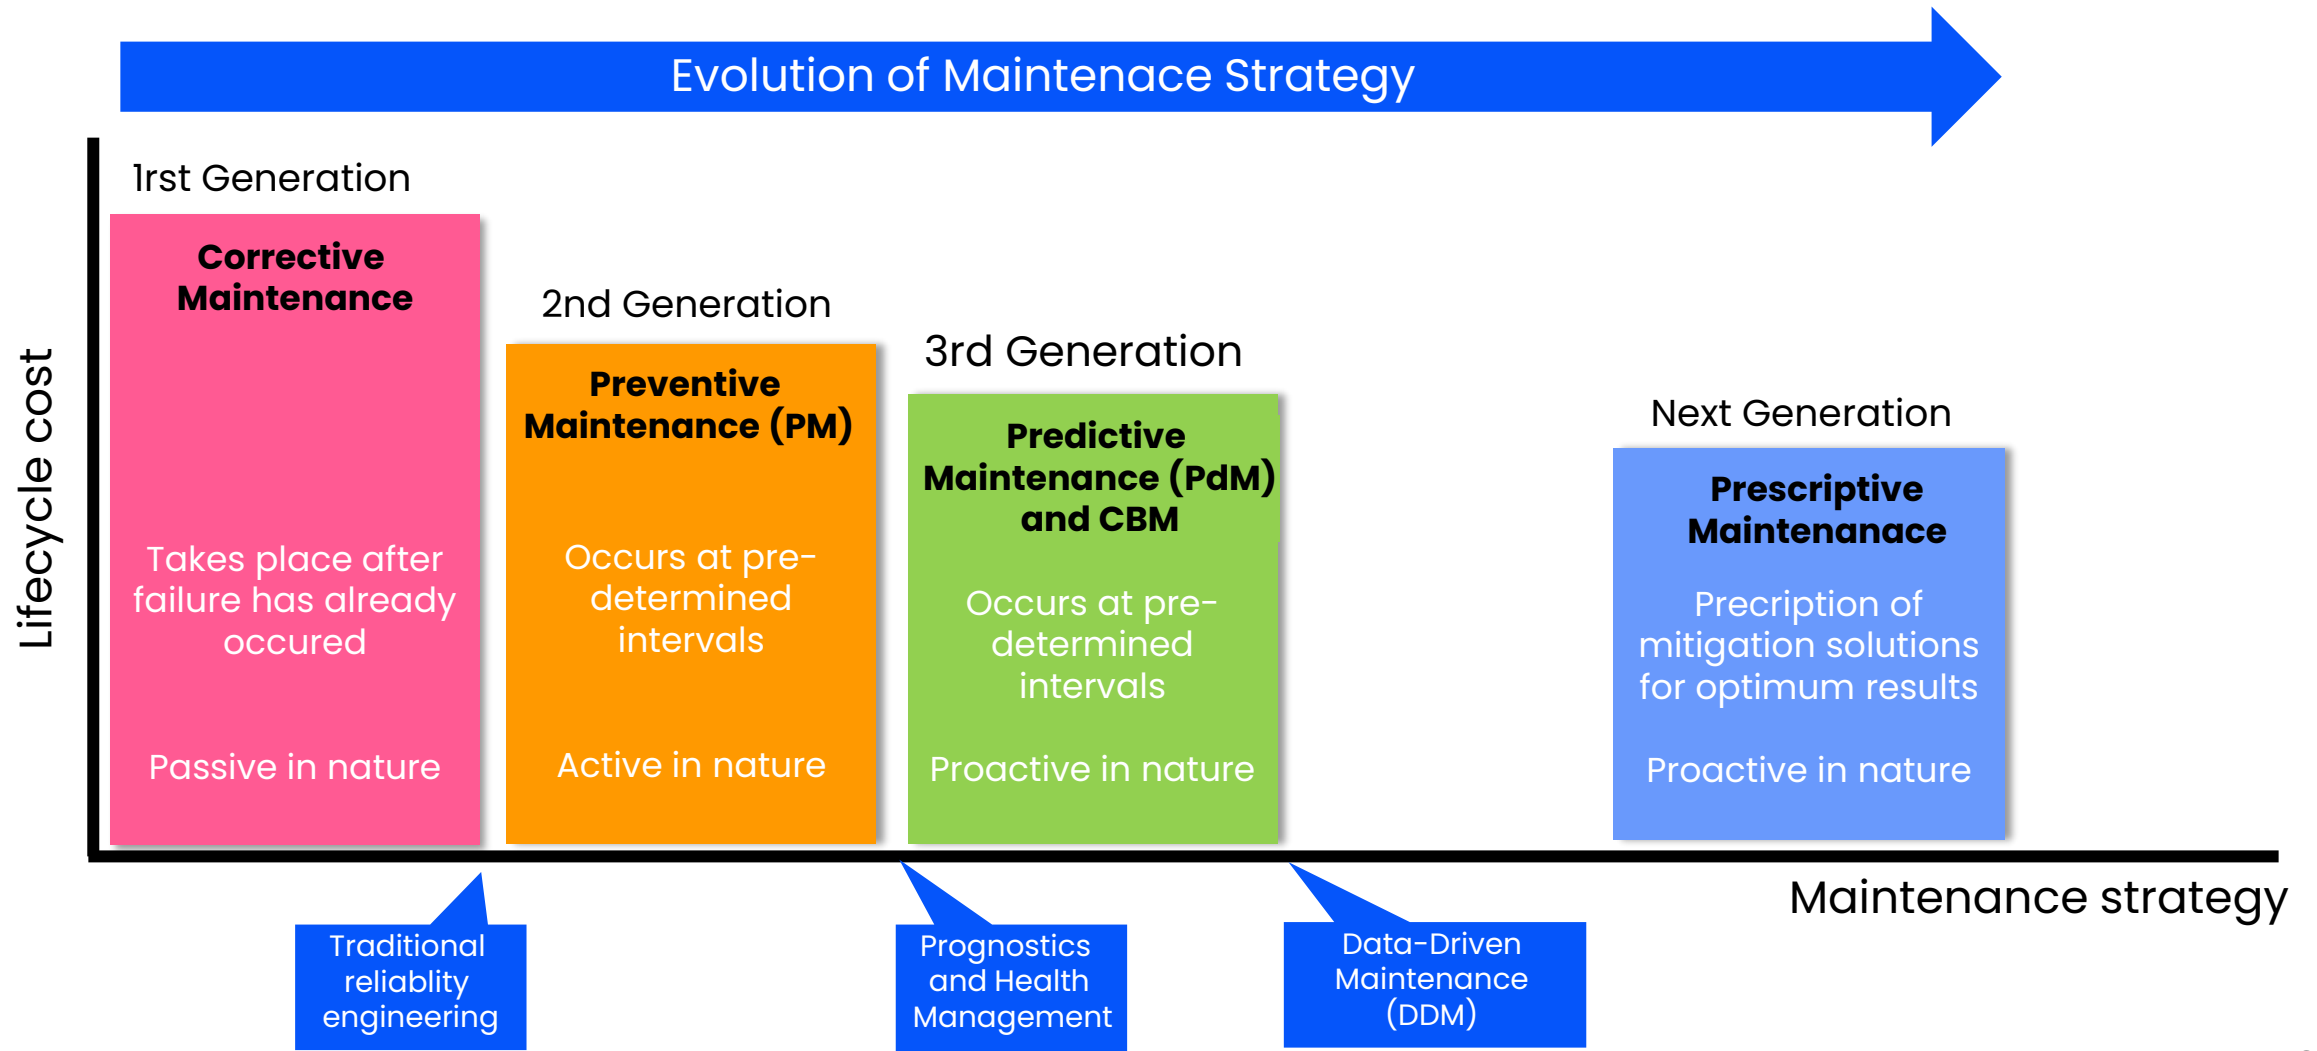 Evolution of Maintenace Strategy
1rst Generation
Corrective
Maintenance
Takes place after
failure has already
occured
Passive in nature
2nd Generation
Preventive
Maintenance (PM)
Occurs at pre-
determined
intervals
Active in nature
3rd Generation
Predictive
Maintenance (PdM)
and CBM
Occurs at pre-
determined
intervals
Proactive in nature
Next Generation
Prescriptive
Maintenanace
Precription of
mitigation solutions
for optimum results
Proactive in nature
Lifecycle cost
Maintenance strategy
Traditional
reliablity
engineering
Prognostics
and Health
Management
Data-Driven
Maintenance
(DDM)